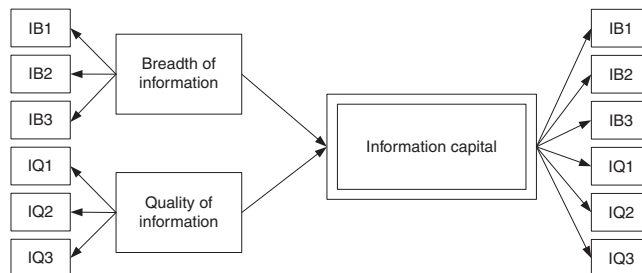 IB1
IB2
IB3
IQ1
IQ2
IQ3
Breadth of
information
Quality of
information
Information capital
IB1
IB2
IB3
IQ1
IQ2
IQ3